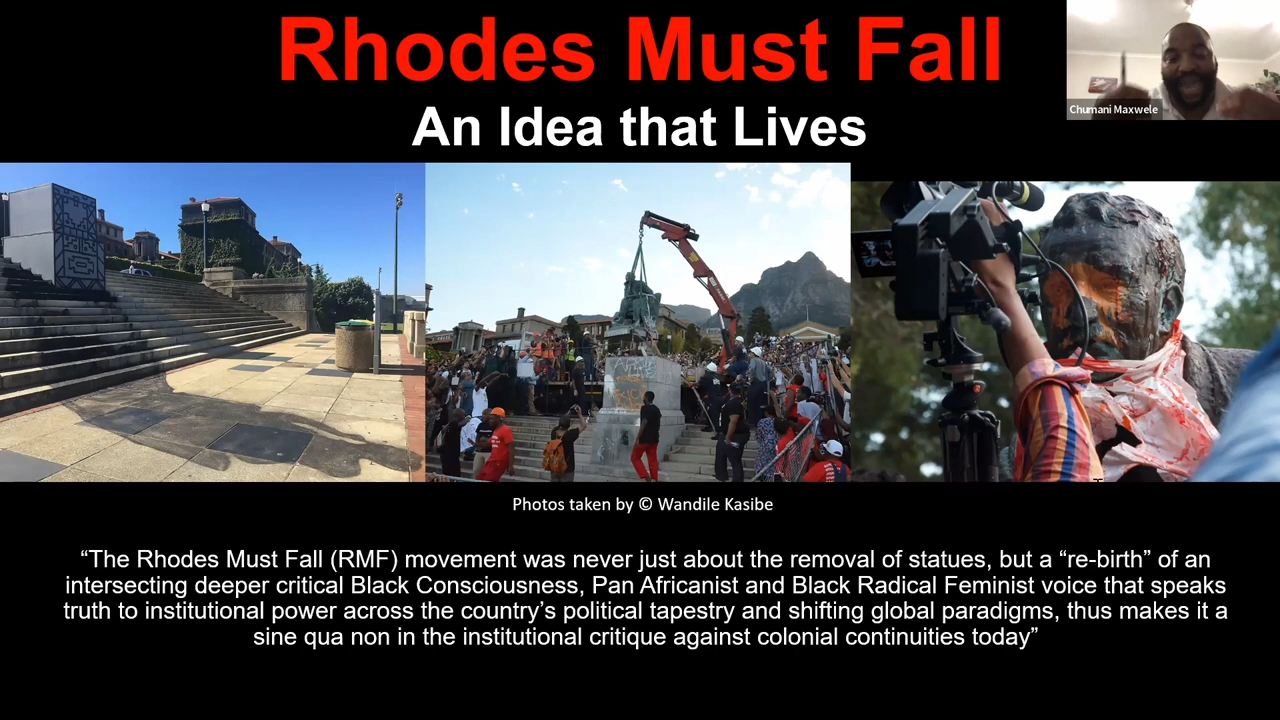 Rhodes Must Fall
An Idea that Lives
Chumani Maxwele
Photos taken by © Wandile Kasibe
“The Rhodes Must Fall (RMF) movement was never just about the removal of statues, but a “re-birth” of an
intersecting deeper critical Black Consciousness, Pan Africanist and Black Radical Feminist voice that speaks
truth to institutional power across the country’s political tapestry and shifting global paradigms, thus makes it a
sine qua non in the institutional critique against colonial continuities today”